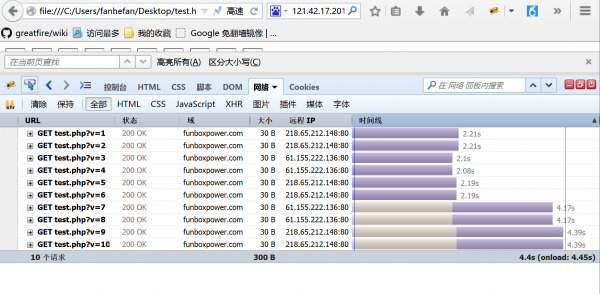 file:///C:/Users/fanhefan/Desktop/test.h 高速 百度 121.42.17.201
greatfire/wiki 访问最多 我的收藏 Google 免翻墙镜像 | ...
在当前页查找 高亮所有(A) 区分大小写(C)
控制台 HTML CSS 脚本 DOM 网络 Cookies 在 网络 面板内搜索
清除 保持 全部 HTML CSS JavaScript XHR 图片 插件 媒体 字体
URL 状态 域 大小 远程 IP 时间线
GET test.php?v=1 200 OK funboxpower.com 30 B 218.65.212.148:80 2.21s
GET test.php?v=2 200 OK funboxpower.com 30 B 218.65.212.148:80 2.21s
GET test.php?v=3 200 OK funboxpower.com 30 B 61.155.222.136:80 2.1s
GET test.php?v=4 200 OK funboxpower.com 30 B 61.155.222.136:80 2.08s
GET test.php?v=5 200 OK funboxpower.com 30 B 218.65.212.148:80 2.19s
GET test.php?v=6 200 OK funboxpower.com 30 B 218.65.212.148:80 2.19s
GET test.php?v=7 200 OK funboxpower.com 30 B 61.155.222.136:80 4.17s
GET test.php?v=8 200 OK funboxpower.com 30 B 61.155.222.136:80 4.17s
GET test.php?v=9 200 OK funboxpower.com 30 B 218.65.212.148:80 4.39s
GET test.php?v=10 200 OK funboxpower.com 30 B 218.65.212.148:80 4.39s
10 个请求 300 B 4.4s (onload: 4.45s)